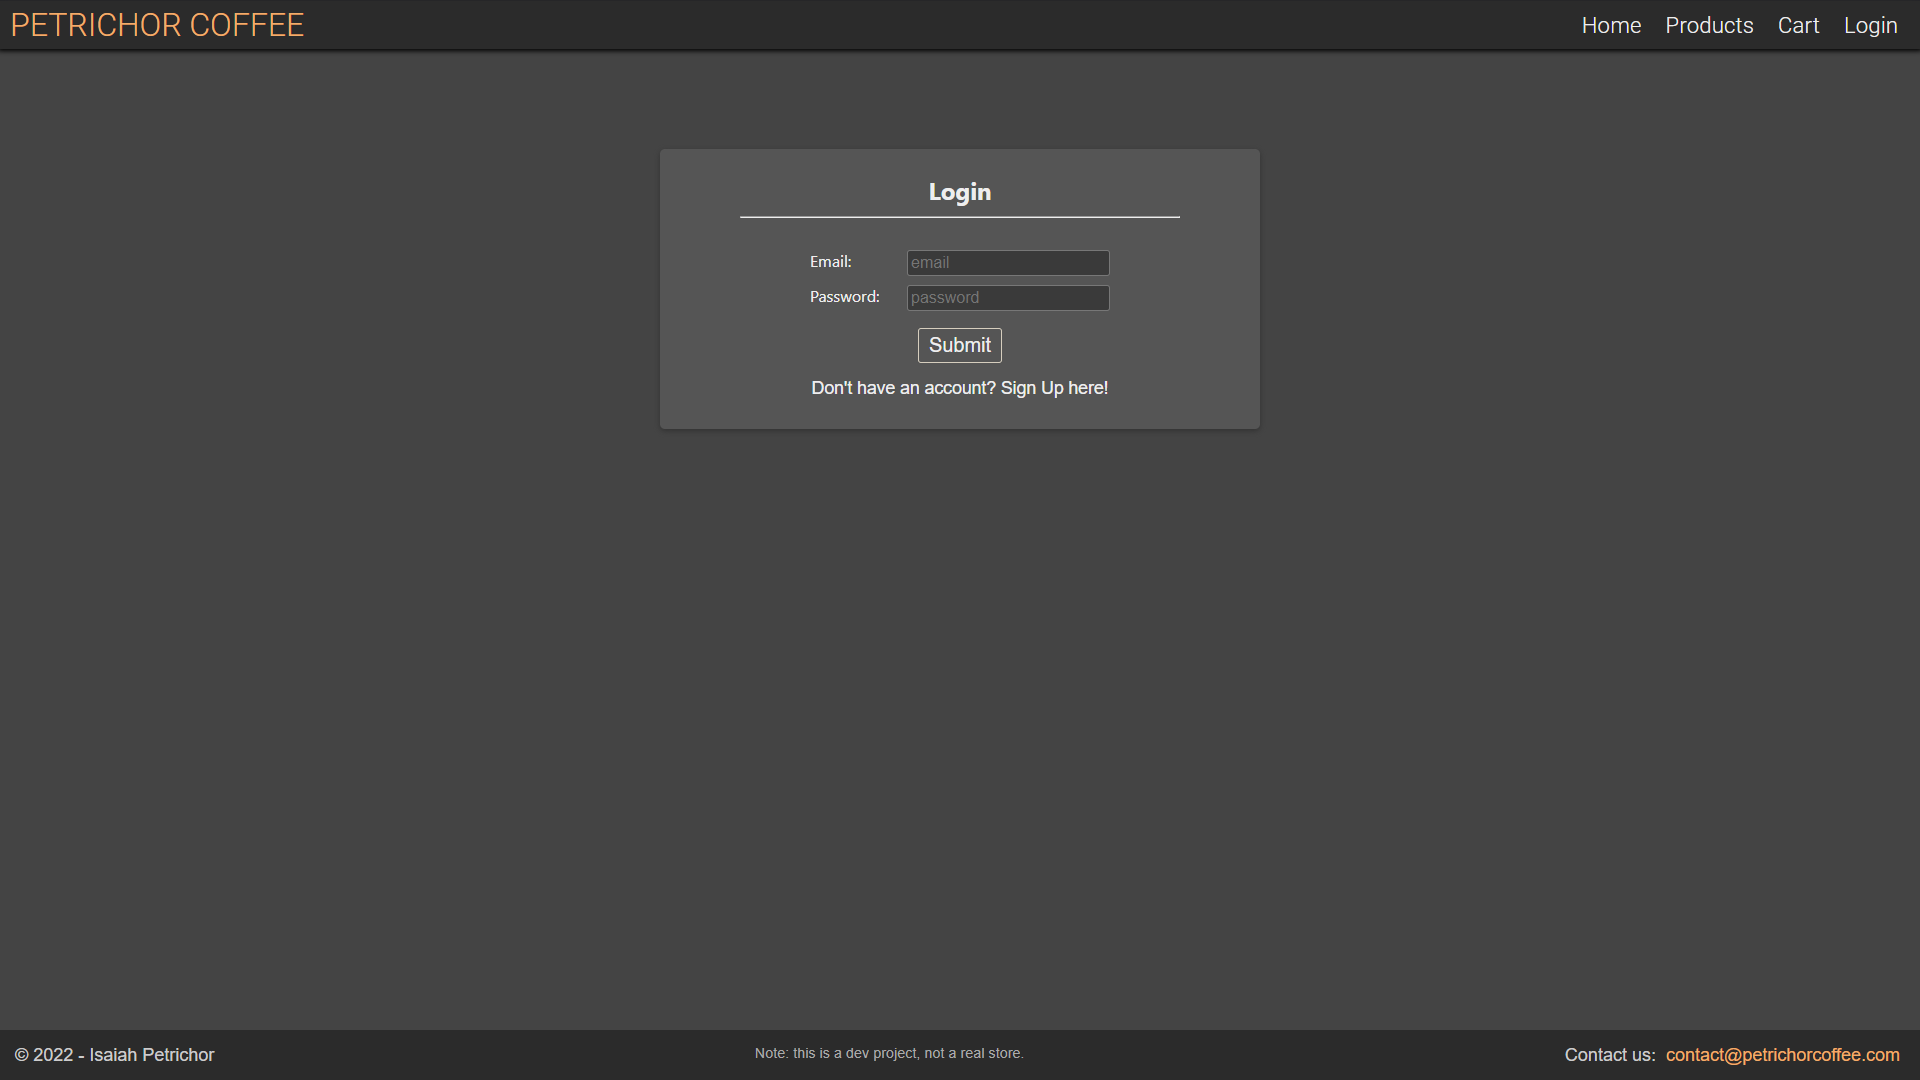 PETRICHOR COFFEE
Home Products Cart Login
Login
Email: email
Password: password
Submit
Don't have an account? Sign Up here!
© 2022 - Isaiah Petrichor
Note: this is a dev project, not a real store.
Contact us: contact@petrichorcoffee.com